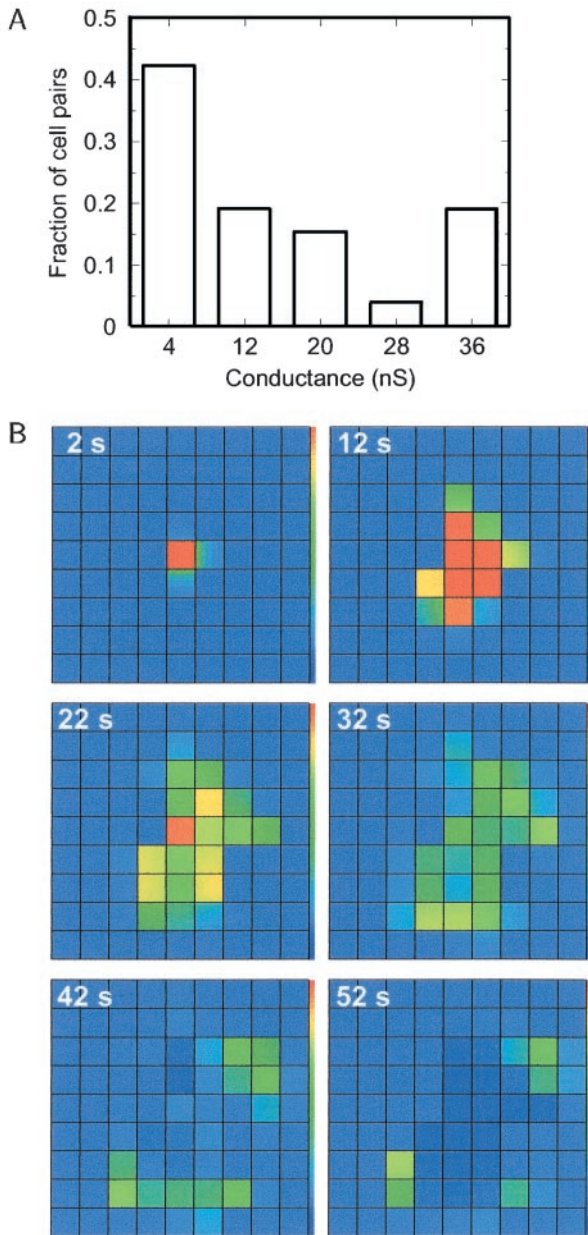 A
0.5
0.4
0.3
0.2
0.1
0
Fraction of cell pairs
4 12 20 28 36
Conductance (nS)
B
2 s 12 s
22 s 32 s
42 s 52 s